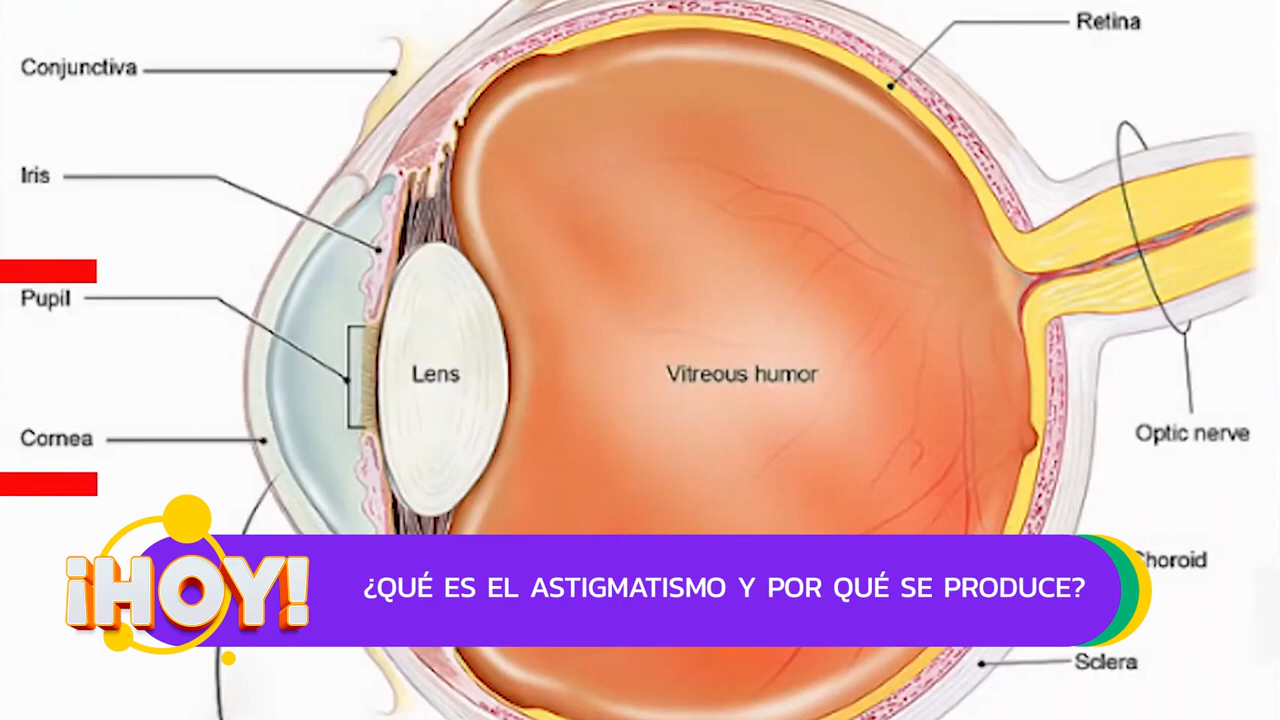 Retina
Conjunctiva
Iris
Pupil
Lens
Vitreous humor
Cornea
Optic nerve
Choroid
¡HOY!
¿QUÉ ES EL ASTIGMATISMO Y POR QUÉ SE PRODUCE?
Sclera